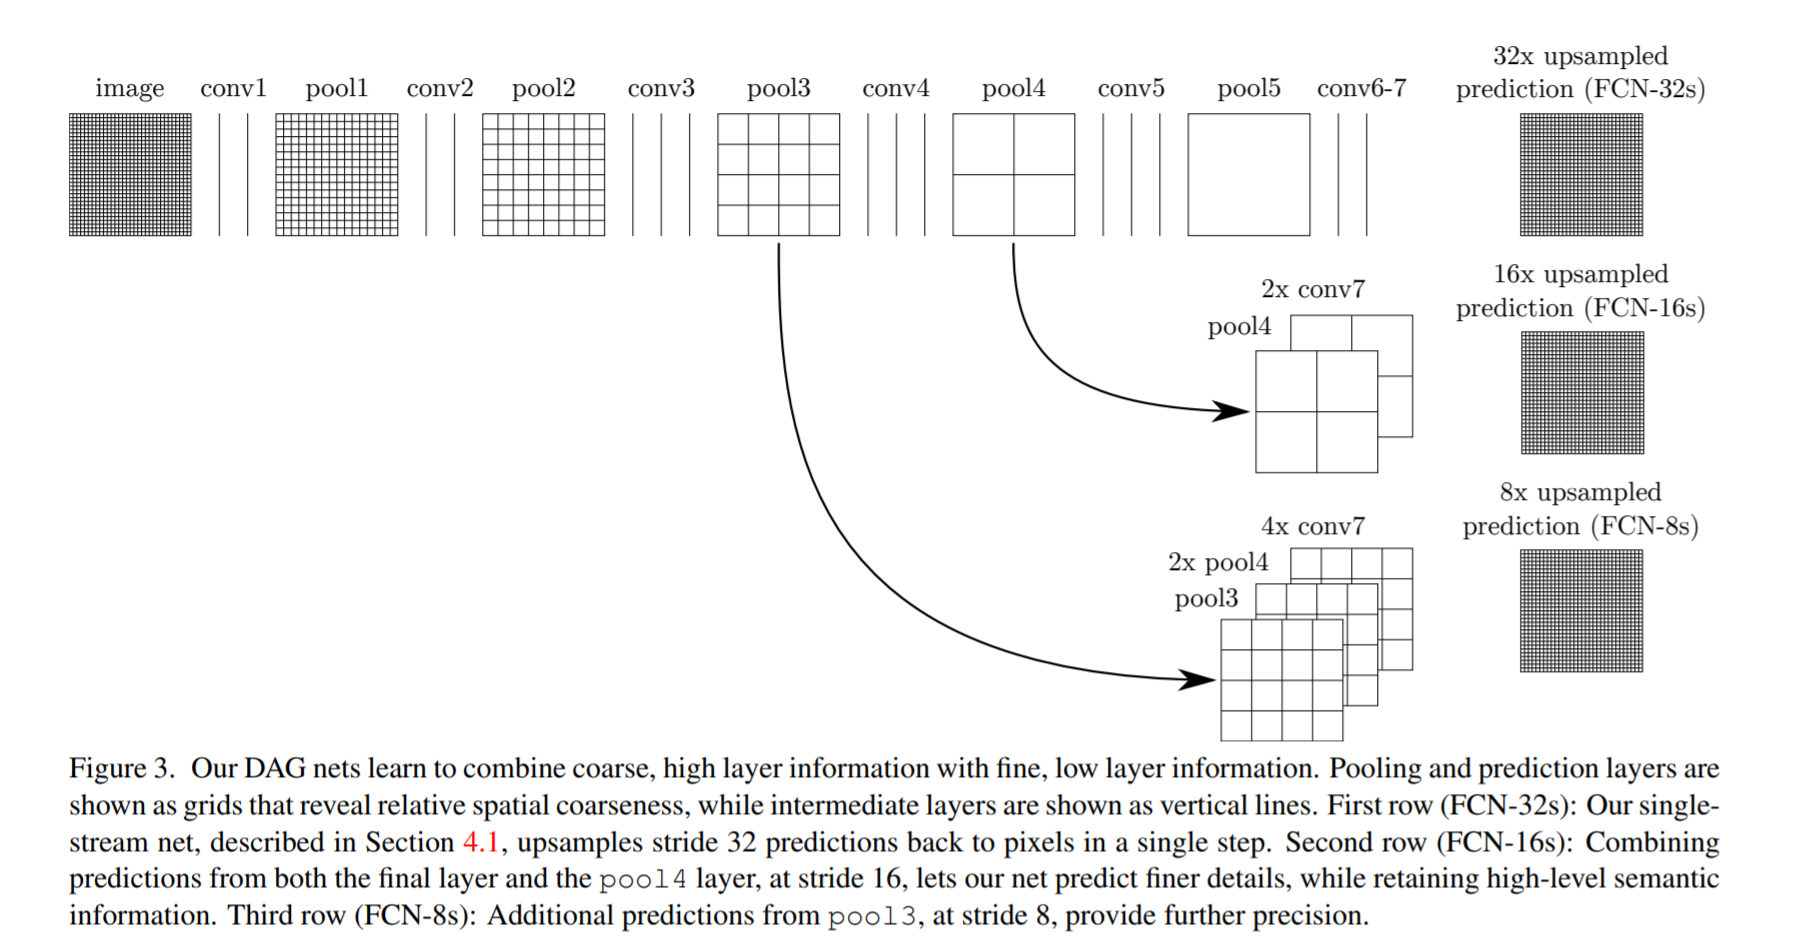 image conv1 pool1 conv2 pool2 conv3 pool3 conv4 pool4 conv5 pool5 conv6-7
32x upsampled
prediction (FCN-32s)
16x upsampled
prediction (FCN-16s)
2x conv7
pool4
8x upsampled
prediction (FCN-8s)
4x conv7
2x pool4
pool3
Figure 3. Our DAG nets learn to combine coarse, high layer information with fine, low layer information. Pooling and prediction layers are
shown as grids that reveal relative spatial coarseness, while intermediate layers are shown as vertical lines. First row (FCN-32s): Our single-
stream net, described in Section 4.1, upsamples stride 32 predictions back to pixels in a single step. Second row (FCN-16s): Combining
predictions from both the final layer and the pool4 layer, at stride 16, lets our net predict finer details, while retaining high-level semantic
information. Third row (FCN-8s): Additional predictions from pool3, at stride 8, provide further precision.